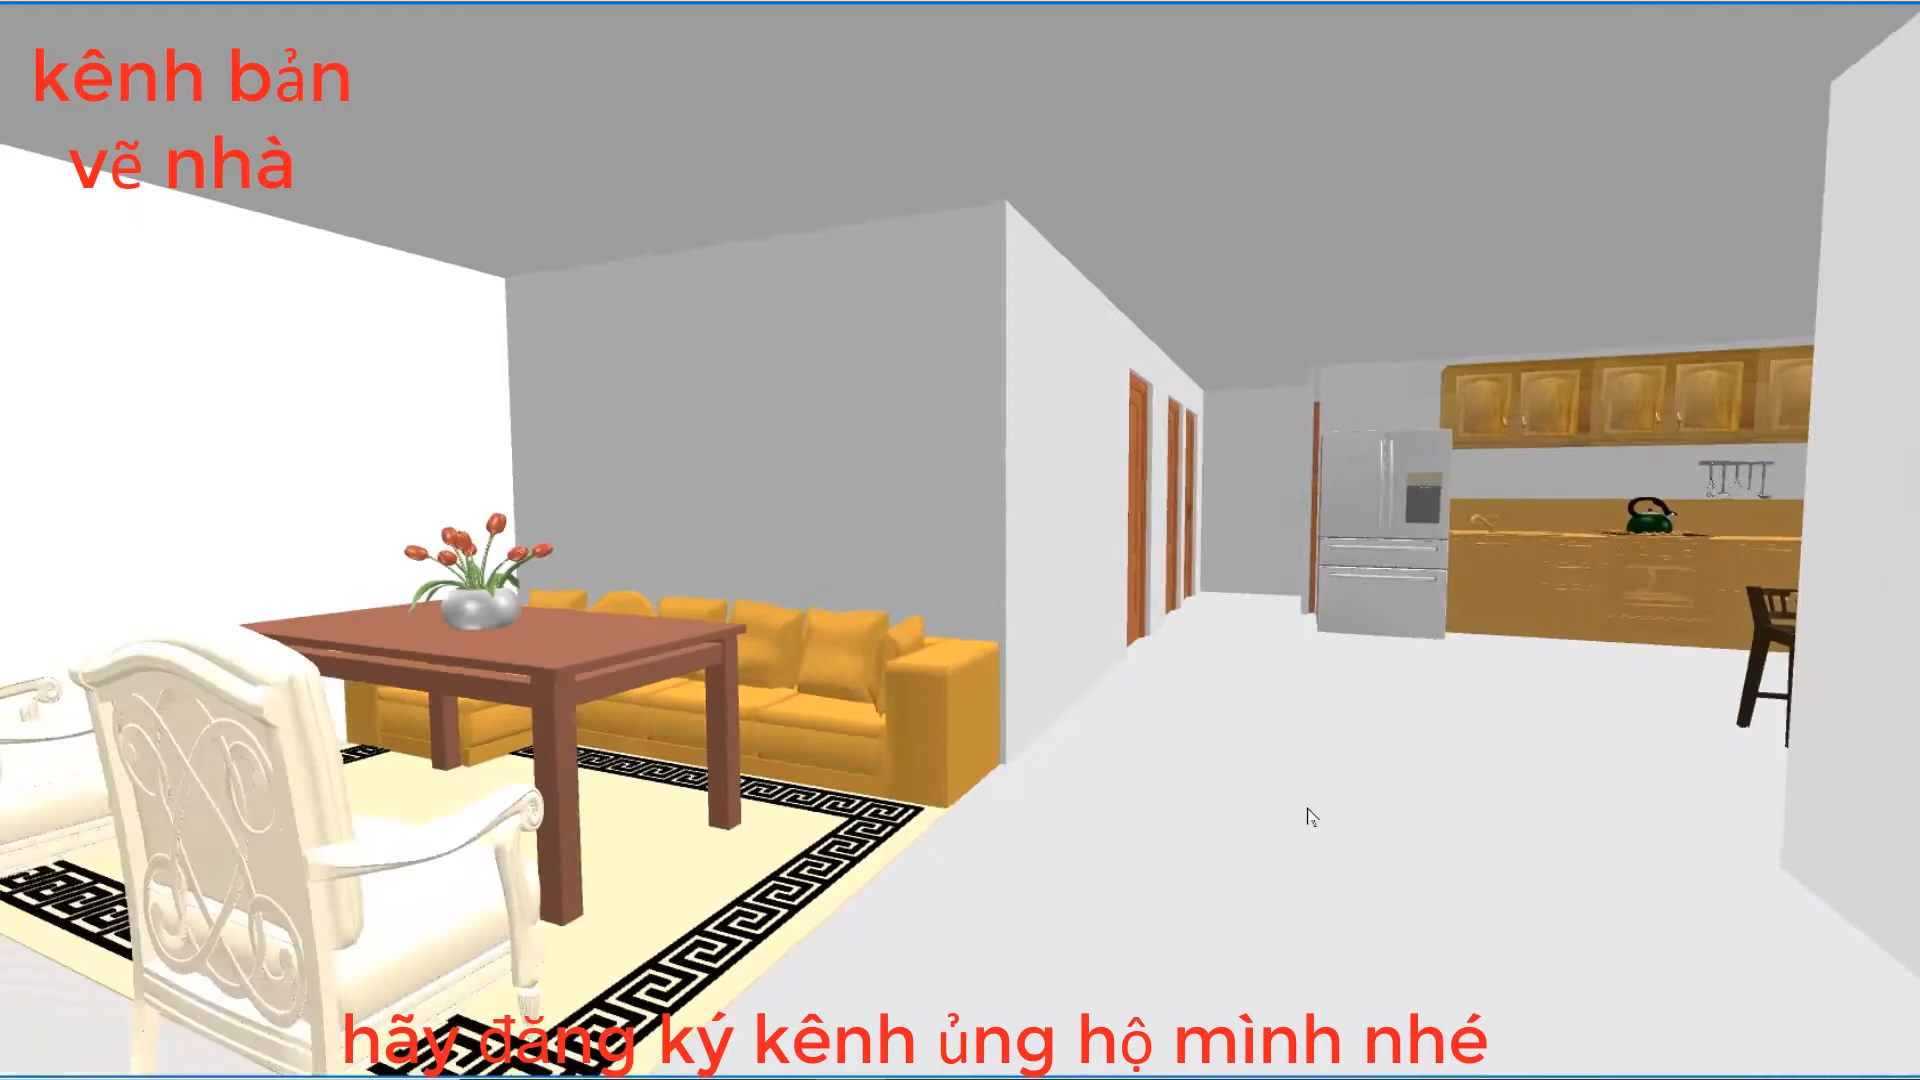 kênh bản
vẽ nhà
hãy đăng ký kênh ủng hộ mình nhé